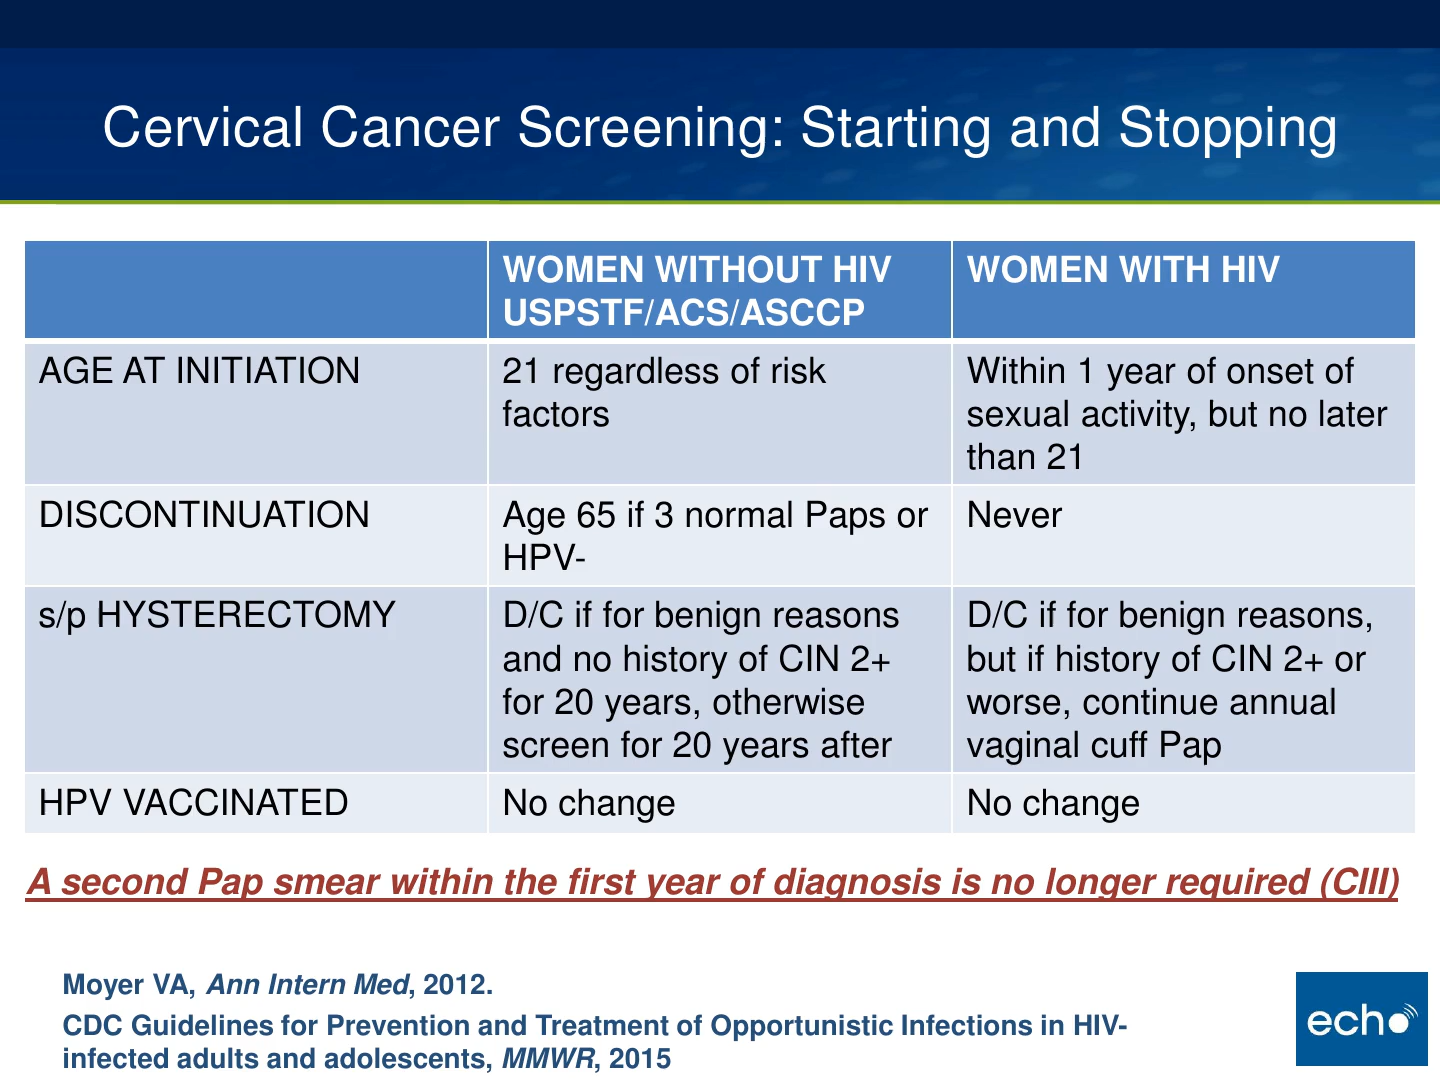 Cervical Cancer Screening: Starting and Stopping
WOMEN WITHOUT HIV
USPSTF/ACS/ASCCP
WOMEN WITH HIV
AGE AT INITIATION
21 regardless of risk
factors
Within 1 year of onset of
sexual activity, but no later
than 21
DISCONTINUATION
Age 65 if 3 normal Paps or
HPV-
Never
s/p HYSTERECTOMY
D/C if for benign reasons
and no history of CIN 2+
for 20 years, otherwise
screen for 20 years after
D/C if for benign reasons,
but if history of CIN 2+ or
worse, continue annual
vaginal cuff Pap
HPV VACCINATED
No change
No change
A second Pap smear within the first year of diagnosis is no longer required (CIII)
Moyer VA, Ann Intern Med, 2012.
CDC Guidelines for Prevention and Treatment of Opportunistic Infections in HIV-
infected adults and adolescents, MMWR, 2015
echo